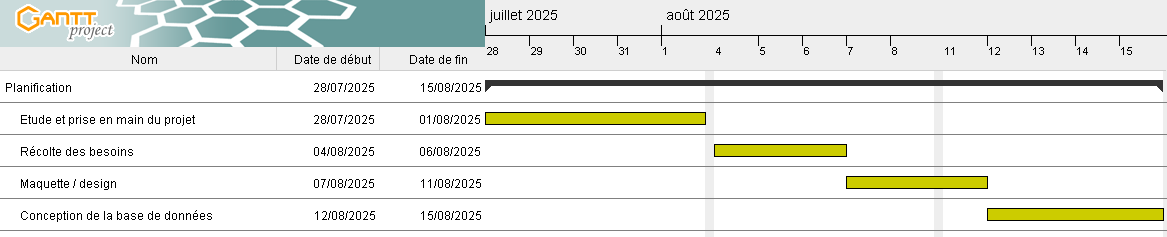 GANTT
project
juillet 2025 août 2025
28 29 30 31 1 4 5 6 7 8 11 12 13 14 15
Nom Date de début Date de fin
Planification 28/07/2025 15/08/2025
Etude et prise en main du projet 28/07/2025 01/08/2025
Récolte des besoins 04/08/2025 06/08/2025
Maquette / design 07/08/2025 11/08/2025
Conception de la base de données 12/08/2025 15/08/2025